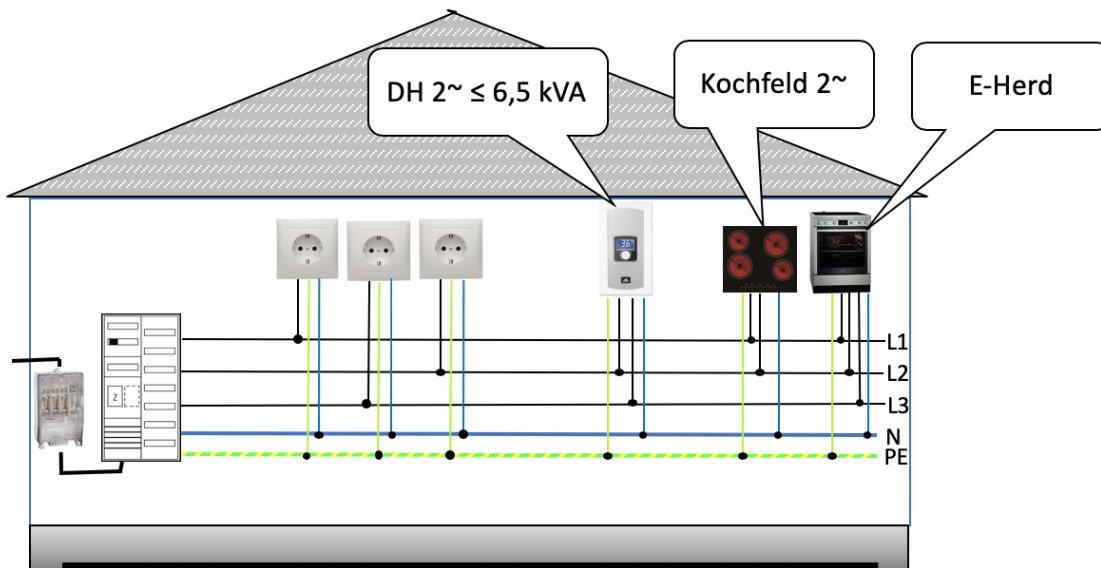 DH 2~ ≤ 6,5 kVA
Kochfeld 2~
E-Herd
L1
L2
L3
N
PE
Z